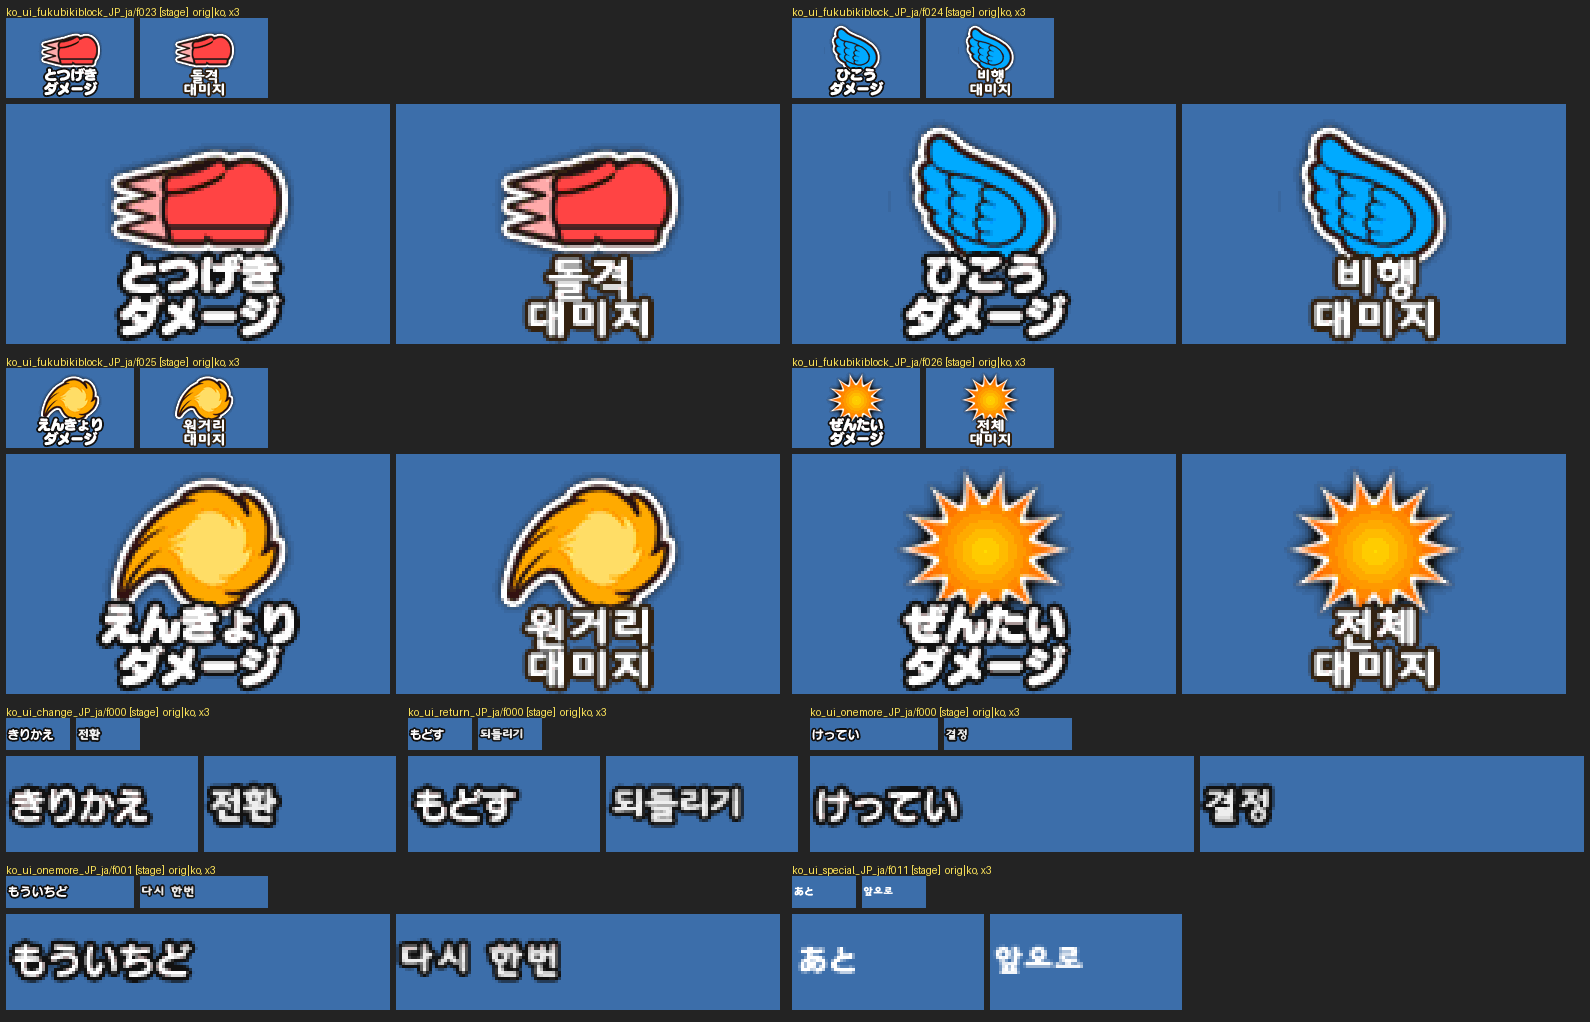 ko_ui_fukubikiblock_JP_ja/f023 [stage] orig|ko, x3
とつげき
ダメージ
돌격
대미지
とつげき
ダメージ
돌격
대미지
ko_ui_fukubikiblock_JP_ja/f024 [stage] orig|ko, x3
ひこう
ダメージ
비행
대미지
ひこう
ダメージ
비행
대미지
ko_ui_fukubikiblock_JP_ja/f025 [stage] orig|ko, x3
えんきょり
ダメージ
원거리
대미지
えんきょり
ダメージ
원거리
대미지
ko_ui_fukubikiblock_JP_ja/f026 [stage] orig|ko, x3
ぜんたい
ダメージ
전체
대미지
ぜんたい
ダメージ
전체
대미지
ko_ui_change_JP_ja/f000 [stage] orig|ko, x3
きりかえ 전환
きりかえ 전환
ko_ui_return_JP_ja/f000 [stage] orig|ko, x3
もどす 되돌리기
もどす 되돌리기
ko_ui_onemore_JP_ja/f000 [stage] orig|ko, x3
けってい 결정
けってい 결정
ko_ui_onemore_JP_ja/f001 [stage] orig|ko, x3
もういちど 다시 한번
もういちど 다시 한번
ko_ui_special_JP_ja/f011 [stage] orig|ko, x3
あと 앞으로
あと 앞으로